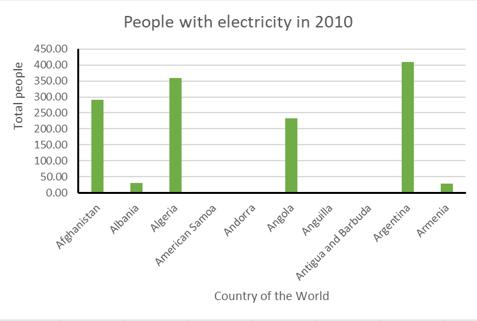 People with electricity in 2010
Total people
450.00
400.00
350.00
300.00
250.00
200.00
150.00
100.00
50.00
0.00
Afghanistan
Albania
Algeria
American Samoa
Andorra
Angola
Anguilla
Antigua and Barbuda
Argentina
Armenia
Country of the World